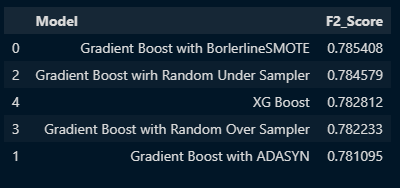 Model F2_Score
0 Gradient Boost with BorlerlineSMOTE 0.785408
2 Gradient Boost wirh Random Under Sampler 0.784579
4 XG Boost 0.782812
3 Gradient Boost with Random Over Sampler 0.782233
1 Gradient Boost with ADASYN 0.781095